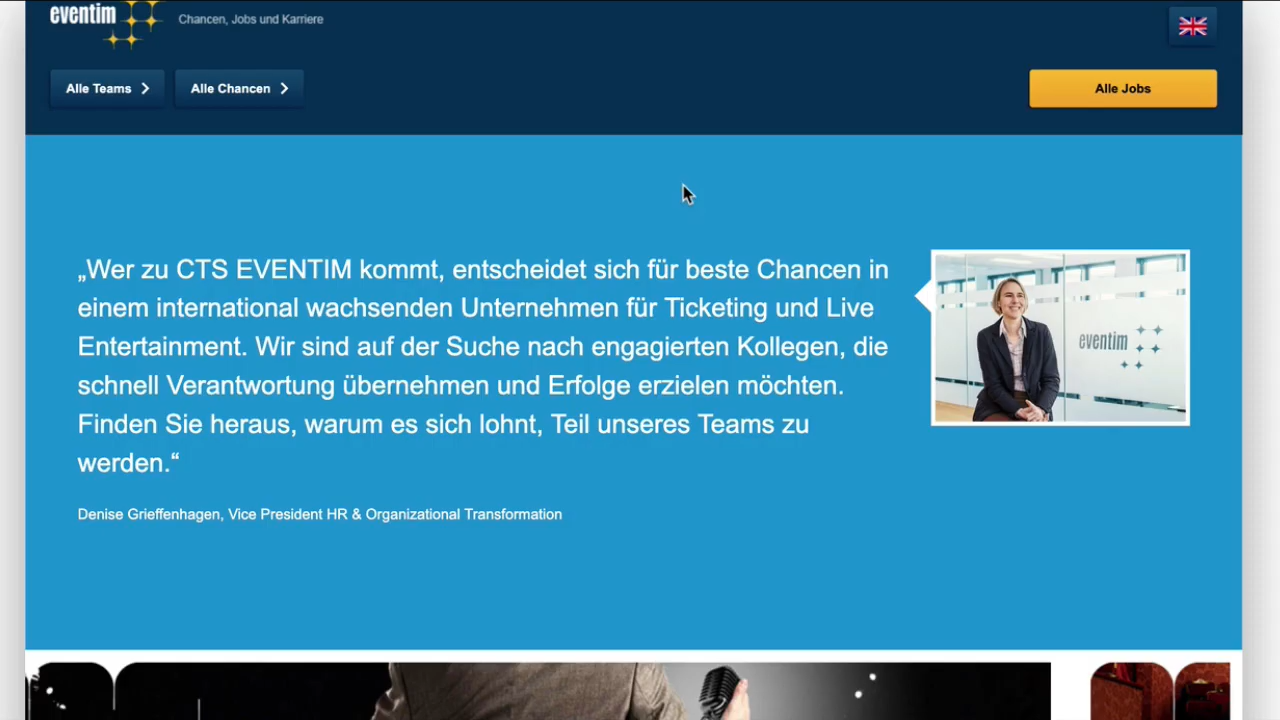 eventim
Chancen, Jobs und Karriere
Alle Teams
Alle Chancen
Alle Jobs
„Wer zu CTS EVENTIM kommt, entscheidet sich für beste Chancen in
einem international wachsenden Unternehmen für Ticketing und Live
Entertainment. Wir sind auf der Suche nach engagierten Kollegen, die
schnell Verantwortung übernehmen und Erfolge erzielen möchten.
Finden Sie heraus, warum es sich lohnt, Teil unseres Teams zu
werden.“
eventim
Denise Grieffenhagen, Vice President HR & Organizational Transformation